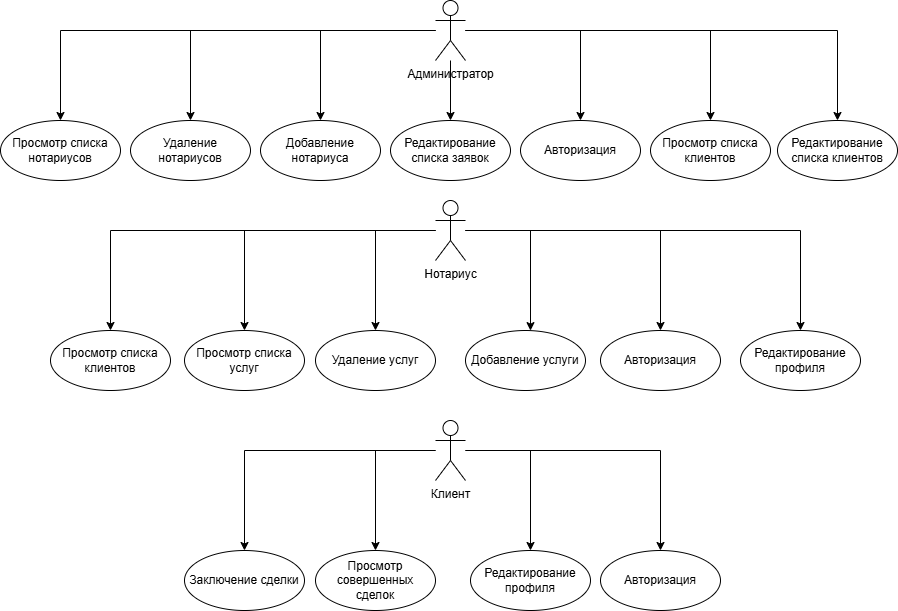 Администратор
Просмотр списка
нотариусов
Удаление
нотариусов
Добавление
нотариуса
Редактирование
списка заявок
Авторизация
Просмотр списка
клиентов
Редактирование
списка клиентов
Нотариус
Просмотр списка
клиентов
Просмотр списка
услуг
Удаление услуг
Добавление услуги
Авторизация
Редактирование
профиля
Клиент
Заключение сделки
Просмотр
совершенных
сделок
Редактирование
профиля
Авторизация